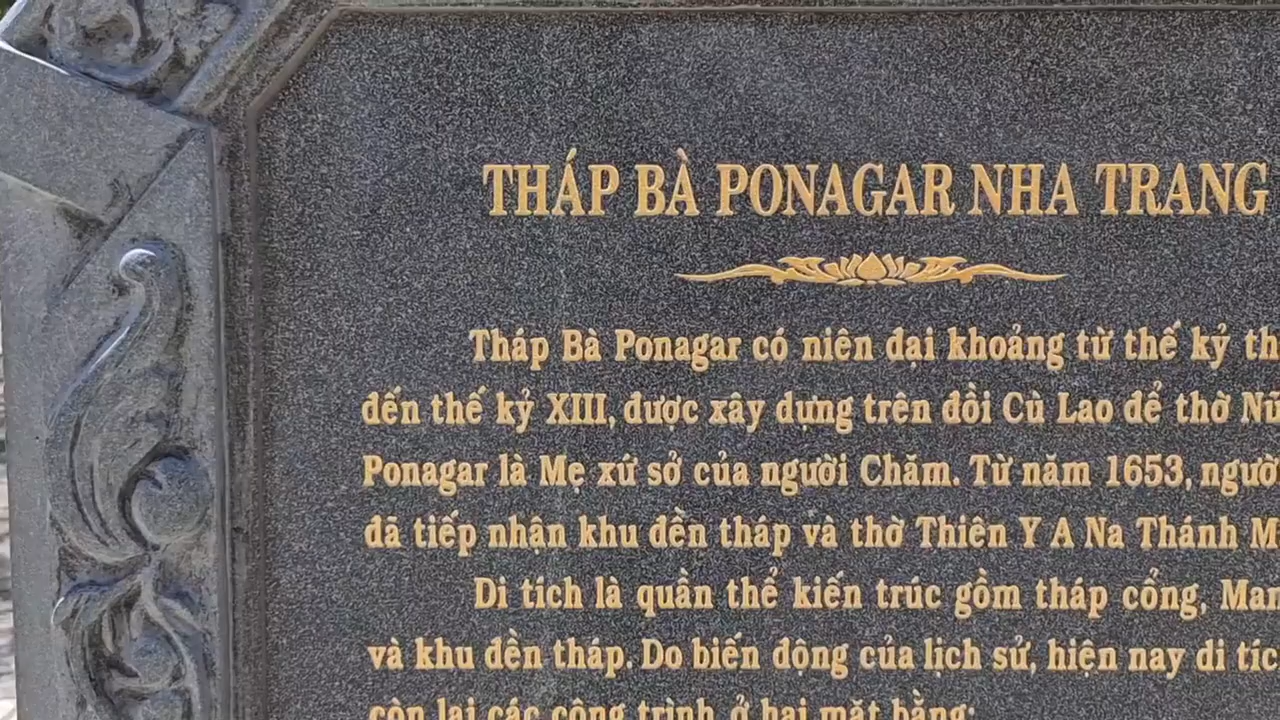 THÁP BÀ PONAGAR NHA TRANG
Tháp Bà Ponagar có niên đại khoảng từ thế kỷ th
đến thế kỷ XIII, được xây dựng trên đồi Cù Lao để thờ Nữ
Ponagar là Mẹ xứ sở của người Chăm. Từ năm 1653, người
đã tiếp nhận khu đền tháp và thờ Thiên Y A Na Thánh M
Di tích là quần thể kiến trúc gồm tháp cổng, Man
và khu đền tháp. Do biến động của lịch sử, hiện nay di tíc
còn lại các công trình ở hai mặt bằng: